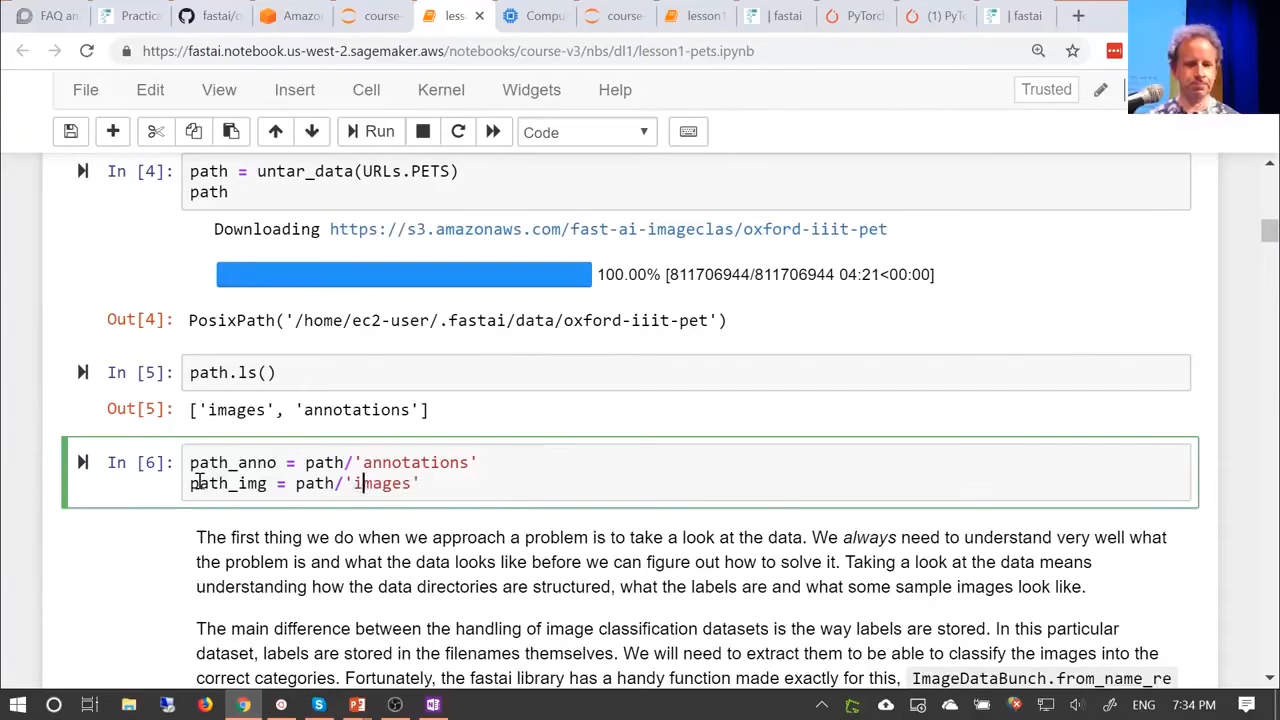 FAQ an
Practic
fastai/c
Amazon
course-
less
Compu
course-
lesson1
| fastai
PyTorcl
(1) PyTe
| fastai
https://fastai.notebook.us-west-2.sagemaker.aws/notebooks/course-v3/nbs/dl1/lesson1-pets.ipynb
File Edit View Insert Cell Kernel Widgets Help Trusted
Run Code
In [4]: path = untar_data(URLs.PETS)
path
Downloading https://s3.amazonaws.com/fast-ai-imageclas/oxford-iiit-pet
100.00% [811706944/811706944 04:21<00:00]
Out[4]: PosixPath('/home/ec2-user/.fastai/data/oxford-iiit-pet')
In [5]: path.ls()
Out[5]: ['images', 'annotations']
In [6]: path_anno = path/'annotations'
path_img = path/'images'
The first thing we do when we approach a problem is to take a look at the data. We always need to understand very well what
the problem is and what the data looks like before we can figure out how to solve it. Taking a look at the data means
understanding how the data directories are structured, what the labels are and what some sample images look like.
The main difference between the handling of image classification datasets is the way labels are stored. In this particular
dataset, labels are stored in the filenames themselves. We will need to extract them to be able to classify the images into the
correct categories. Fortunately, the fastai library has a handy function made exactly for this, ImageDataBunch.from_name_re
ENG 7:34 PM